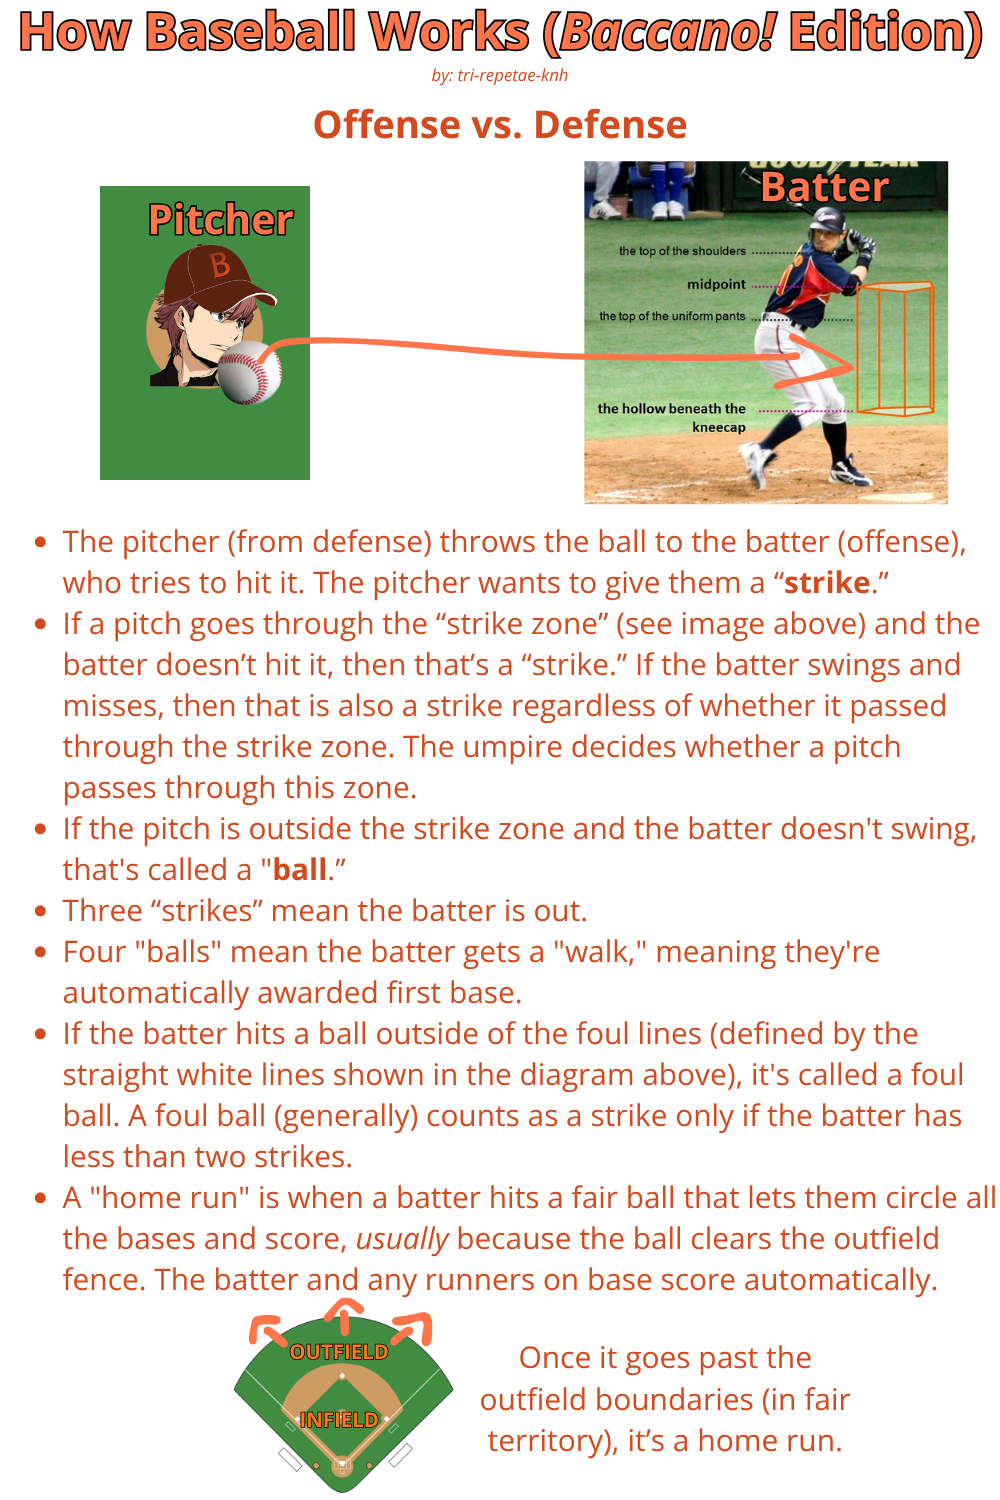 How Baseball Works (Baccano! Edition)
by: tri-repetae-knh
Offense vs. Defense
Pitcher
B
GOODYEAR
Batter
the top of the shoulders
midpoint
the top of the uniform pants
the hollow beneath the
kneecap
• The pitcher (from defense) throws the ball to the batter (offense),
who tries to hit it. The pitcher wants to give them a “strike.”
• If a pitch goes through the “strike zone” (see image above) and the
batter doesn’t hit it, then that’s a “strike.” If the batter swings and
misses, then that is also a strike regardless of whether it passed
through the strike zone. The umpire decides whether a pitch
passes through this zone.
• If the pitch is outside the strike zone and the batter doesn't swing,
that's called a "ball.”
• Three “strikes” mean the batter is out.
• Four "balls" mean the batter gets a "walk," meaning they're
automatically awarded first base.
• If the batter hits a ball outside of the foul lines (defined by the
straight white lines shown in the diagram above), it's called a foul
ball. A foul ball (generally) counts as a strike only if the batter has
less than two strikes.
• A "home run" is when a batter hits a fair ball that lets them circle all
the bases and score, usually because the ball clears the outfield
fence. The batter and any runners on base score automatically.
OUTFIELD
INFIELD
Once it goes past the
outfield boundaries (in fair
territory), it’s a home run.